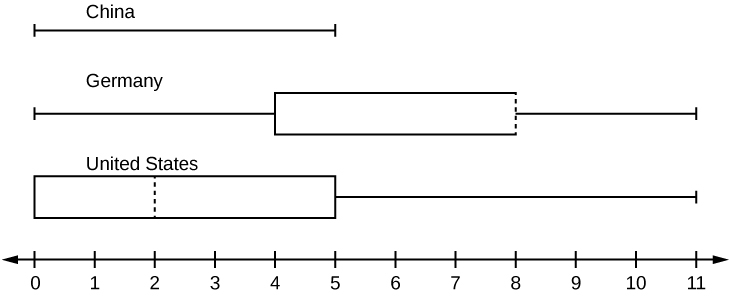 China
Germany
United States
0 1 2 3 4 5 6 7 8 9 10 11